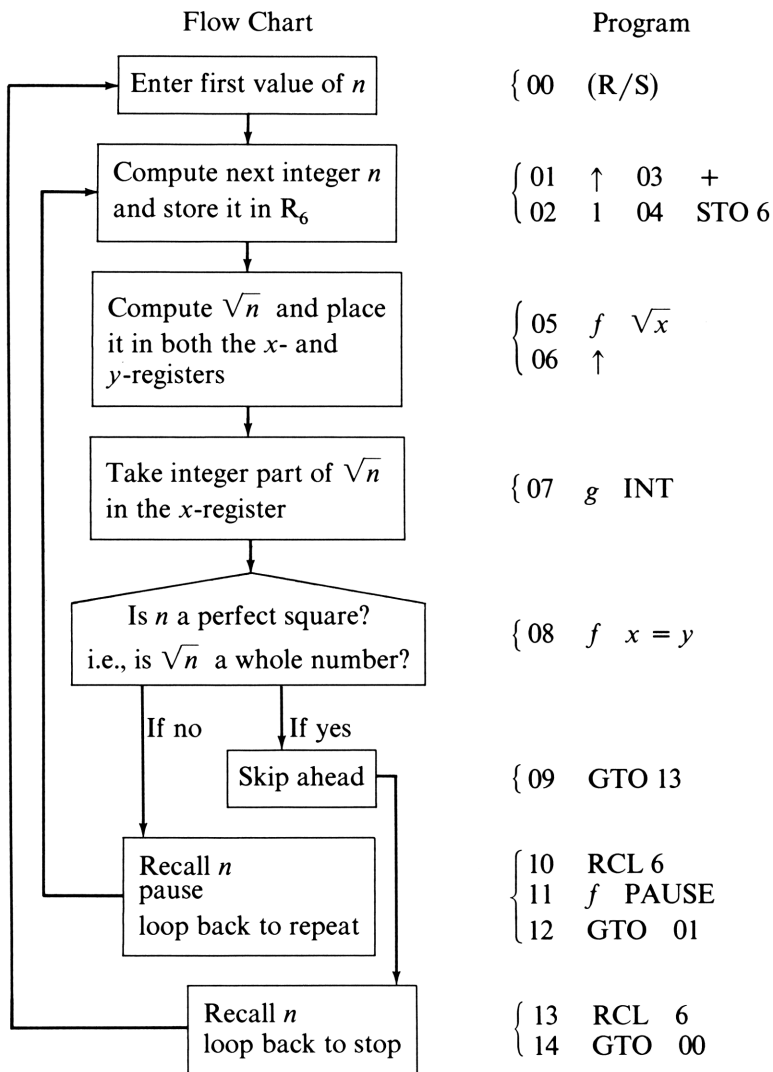 Flow Chart Program
Enter first value of n { 00 (R/S)
Compute next integer n
and store it in R₆
{ 01 ↑ 03 +
02 1 04 STO 6
Compute √n and place
it in both the x- and
y-registers
{ 05 f √x
06 ↑
Take integer part of √n
in the x-register
{ 07 g INT
Is n a perfect square?
i.e., is √n a whole number?
{ 08 f x = y
If no If yes
Skip ahead { 09 GTO 13
Recall n
pause
loop back to repeat
{ 10 RCL 6
11 f PAUSE
12 GTO 01
Recall n
loop back to stop
{ 13 RCL 6
14 GTO 00